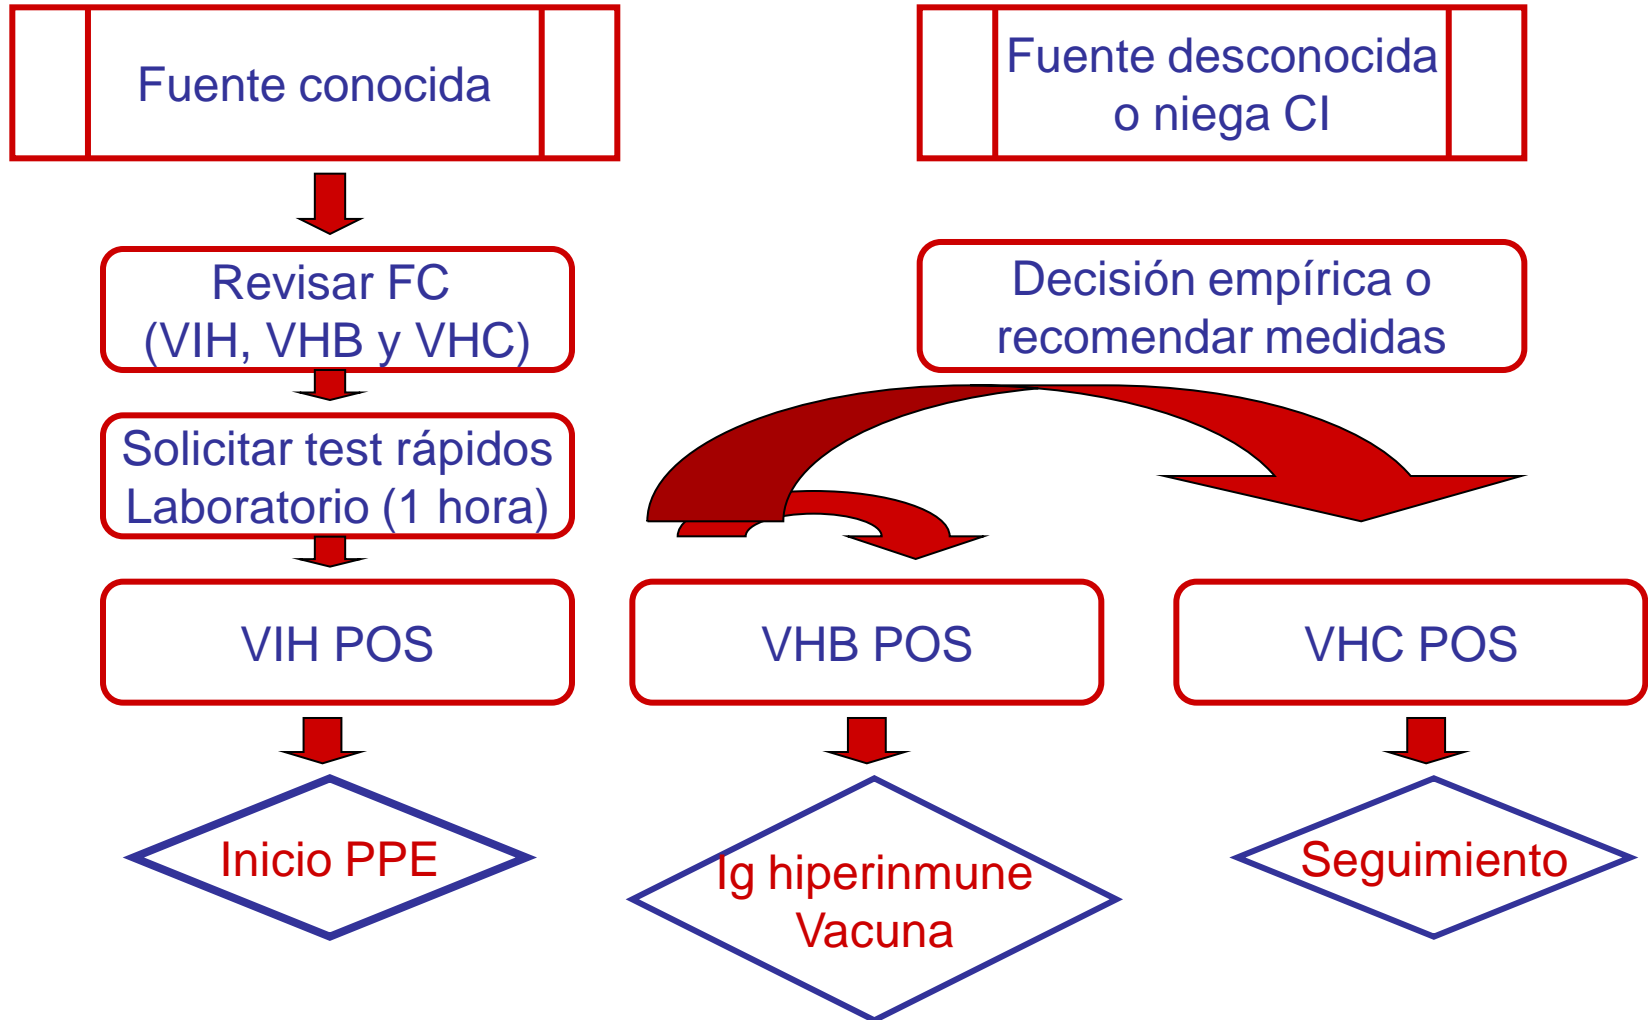 Fuente conocida
Fuente desconocida
o niega CI
Revisar FC
(VIH, VHB y VHC)
Decisión empírica o
recomendar medidas
Solicitar test rápidos
Laboratorio (1 hora)
VIH POS
VHB POS
VHC POS
Inicio PPE
Ig hiperinmune
Vacuna
Seguimiento